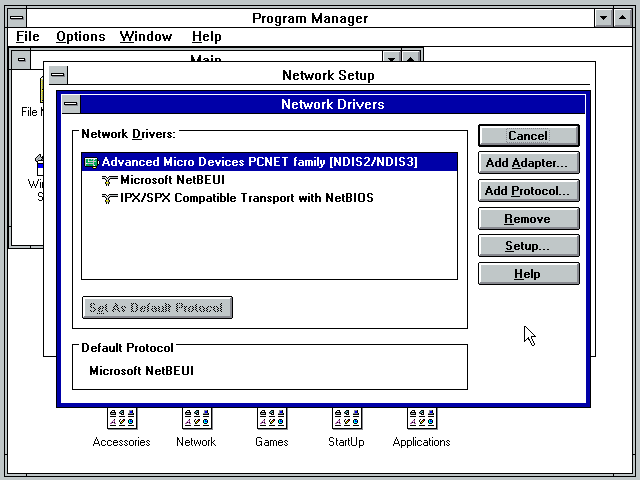 Program Manager
File Options Window Help
Main
Network Setup
Network Drivers
Network Drivers:
Advanced Micro Devices PCNET family [NDIS2/NDIS3]
Microsoft NetBEUI
IPX/SPX Compatible Transport with NetBIOS
Cancel
Add Adapter...
Add Protocol...
Remove
Setup...
Help
Set As Default Protocol
Default Protocol
Microsoft NetBEUI
File
Accessories Network Games StartUp Applications